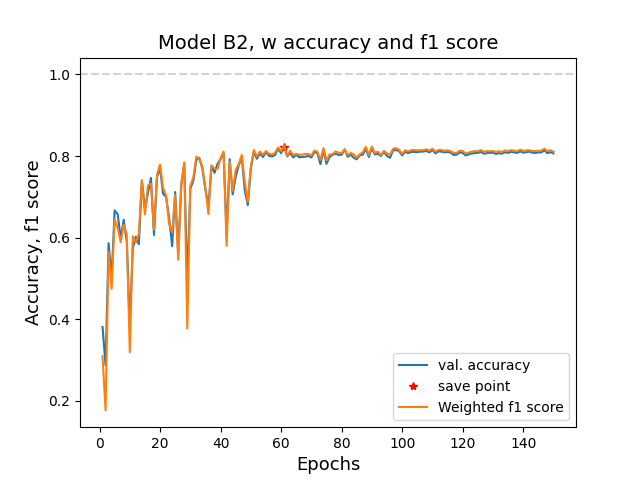 Model B2, w accuracy and f1 score
Accuracy, f1 score
1.0
0.8
0.6
0.4
0.2
val. accuracy
save point
Weighted f1 score
0 20 40 60 80 100 120 140
Epochs